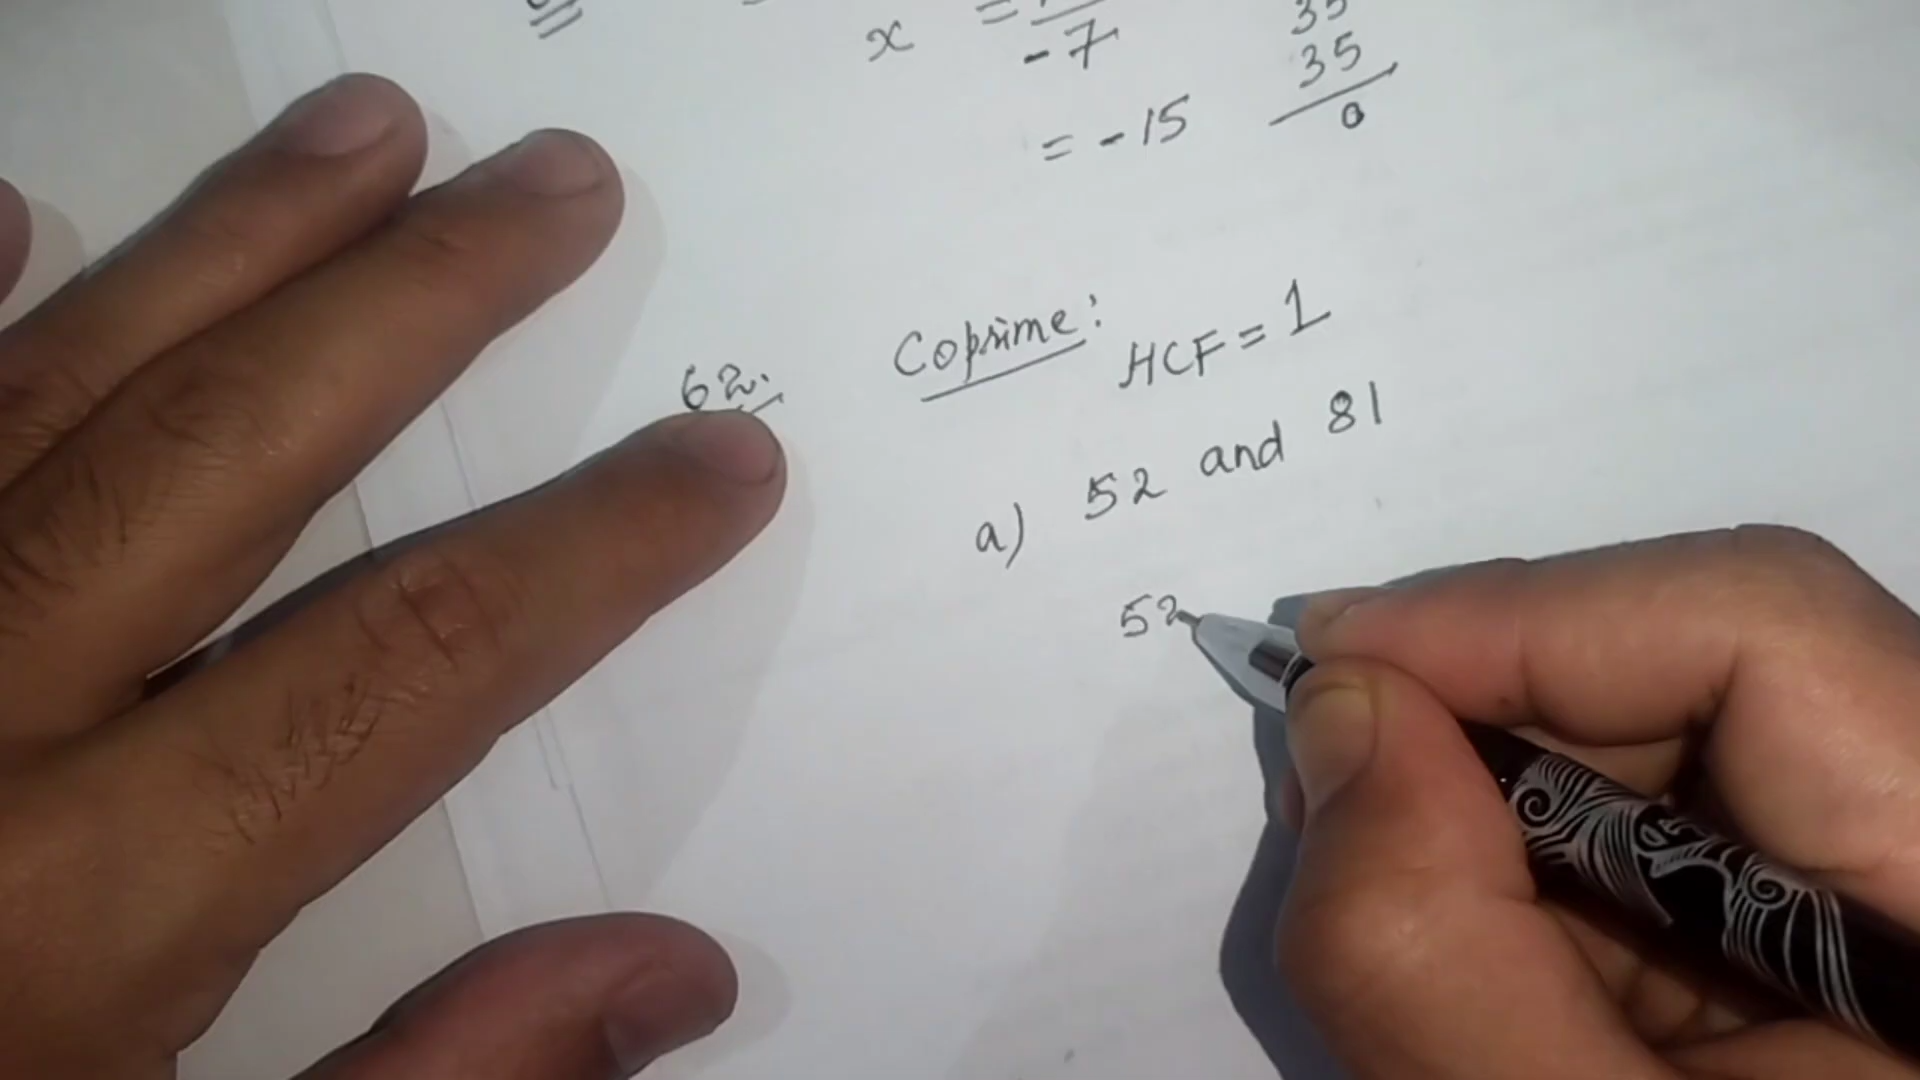 x =
-7
35
35
= -15
0
62. Coprime: HCF = 1
a) 52 and 81
52